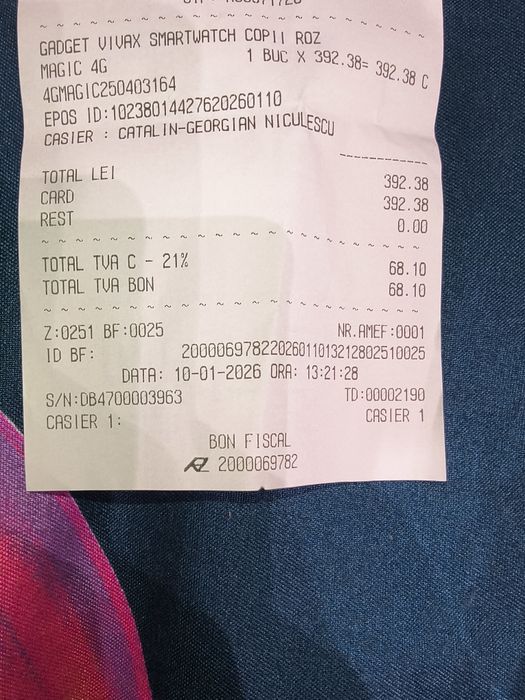 GADGET VIVAX SMARTWATCH COPII ROZ
MAGIC 4G 1 BUC X 392.38= 392.38 C
4GMAGIC250403164
EPOS ID:10238014427620260110
CASIER : CATALIN-GEORGIAN NICULESCU
TOTAL LEI 392.38
CARD 392.38
REST 0.00
TOTAL TVA C - 21% 68.10
TOTAL TVA BON 68.10
Z:0251 BF:0025 NR.AMEF:0001
ID BF: 20000697822026011013212802510025
DATA: 10-01-2026 ORA: 13:21:28
S/N:DB4700003963 TD:00002190
CASIER 1: CASIER 1
BON FISCAL
2000069782